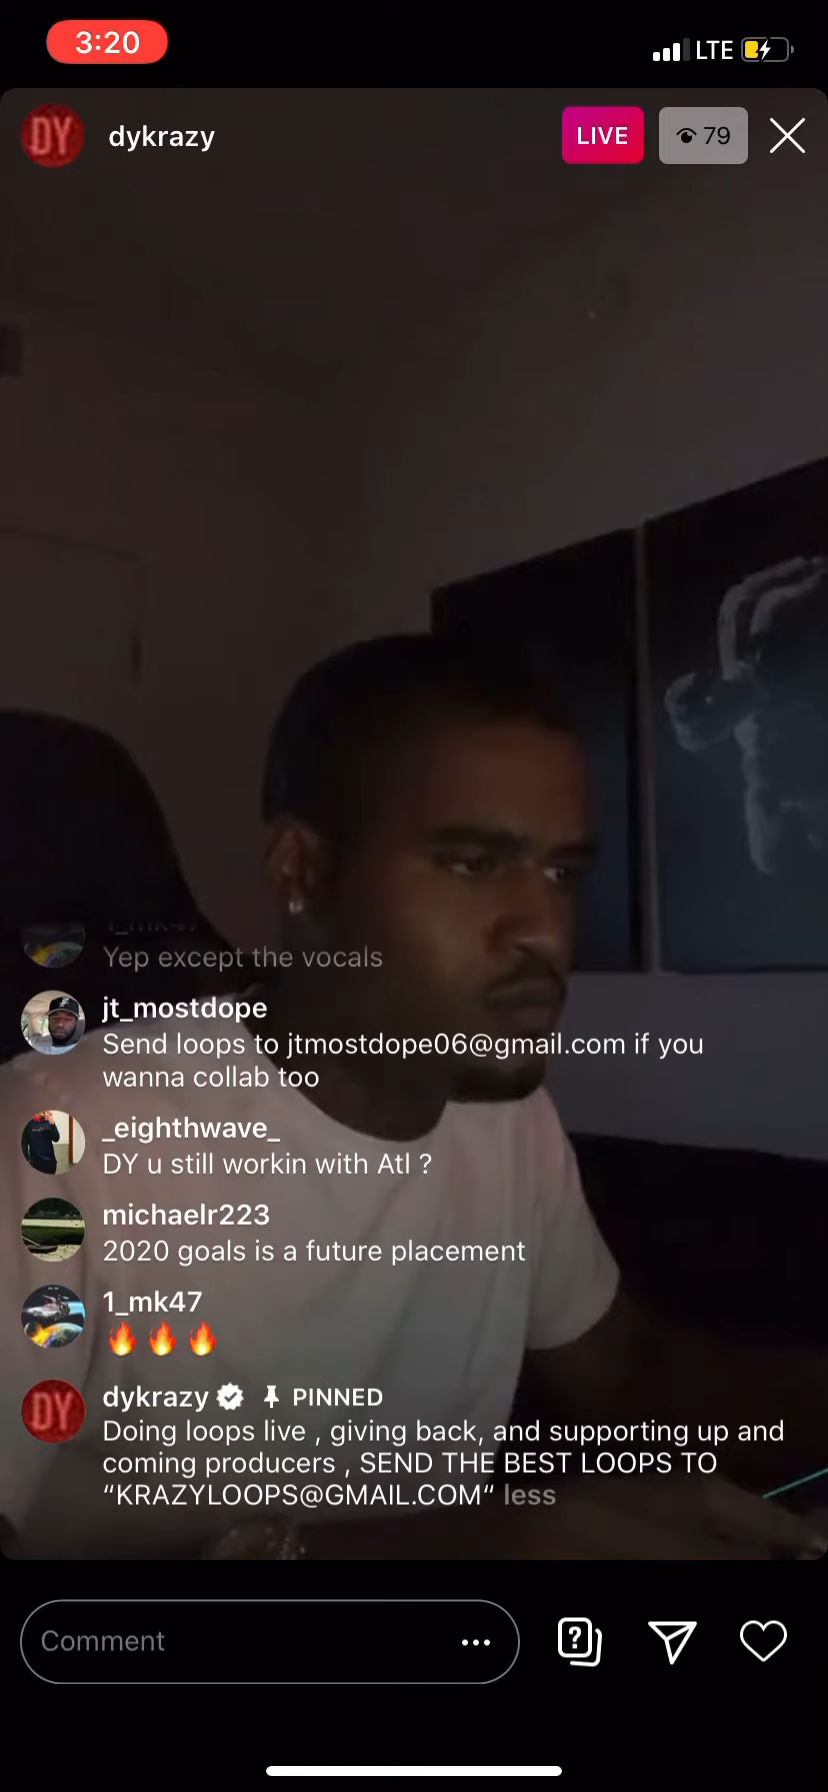 3:20
LTE
DY
dykrazy
LIVE
79
Yep except the vocals
jt_mostdope
Send loops to jtmostdope06@gmail.com if you
wanna collab too
_eighthwave_
DY u still workin with Atl ?
michaelr223
2020 goals is a future placement
1_mk47
🔥 🔥 🔥
DY
dykrazy PINNED
Doing loops live , giving back, and supporting up and
coming producers , SEND THE BEST LOOPS TO
“KRAZYLOOPS@GMAIL.COM“ less
Comment